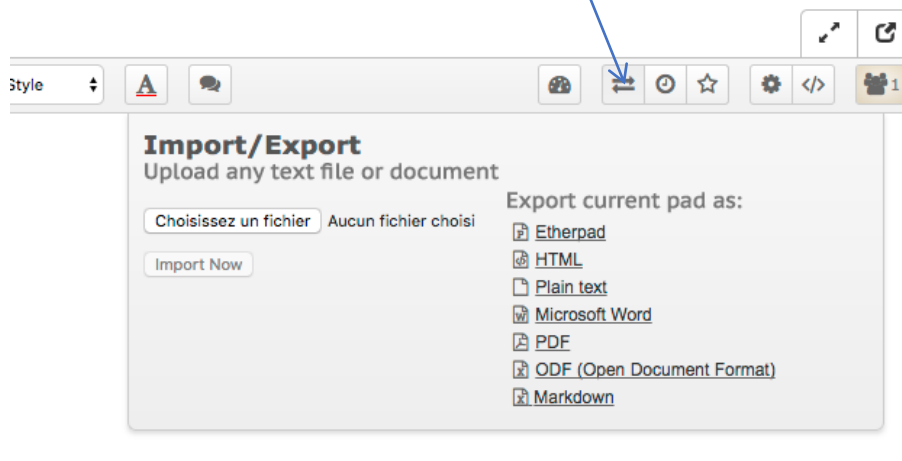 Style
A
</>
1
Import/Export
Upload any text file or document
Choisissez un fichier Aucun fichier choisi
Import Now
Export current pad as:
Etherpad
HTML
Plain text
Microsoft Word
PDF
ODF (Open Document Format)
Markdown